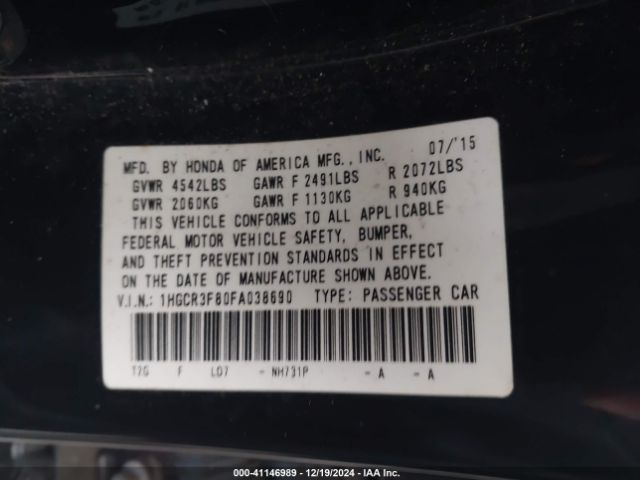 MFD. BY HONDA OF AMERICA MFG., INC. 07/'15
GVWR 4542LBS GAWR F 2491LBS R 2072LBS
GVWR 2060KG GAWR F 1130KG R 940KG
THIS VEHICLE CONFORMS TO ALL APPLICABLE
FEDERAL MOTOR VEHICLE SAFETY, BUMPER,
AND THEFT PREVENTION STANDARDS IN EFFECT
ON THE DATE OF MANUFACTURE SHOWN ABOVE.
V.I.N.: 1HGCR3F80FA038690 TYPE: PASSENGER CAR
T2G F L07 - NH731P - A - A
000-41146989 - 12/19/2024 - IAA Inc.